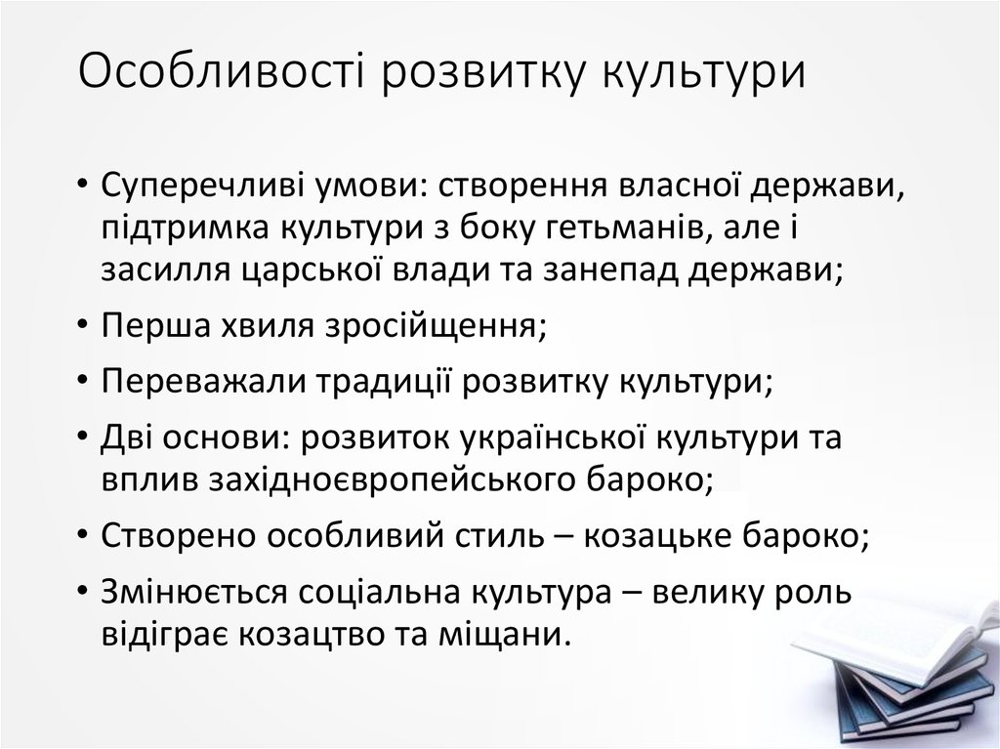 Особливості розвитку культури
• Суперечливі умови: створення власної держави,
підтримка культури з боку гетьманів, але і
засилля царської влади та занепад держави;
• Перша хвиля зросійщення;
• Переважали традиції розвитку культури;
• Дві основи: розвиток української культури та
вплив західноєвропейського бароко;
• Створено особливий стиль – козацьке бароко;
• Змінюється соціальна культура – велику роль
відіграє козацтво та міщани.